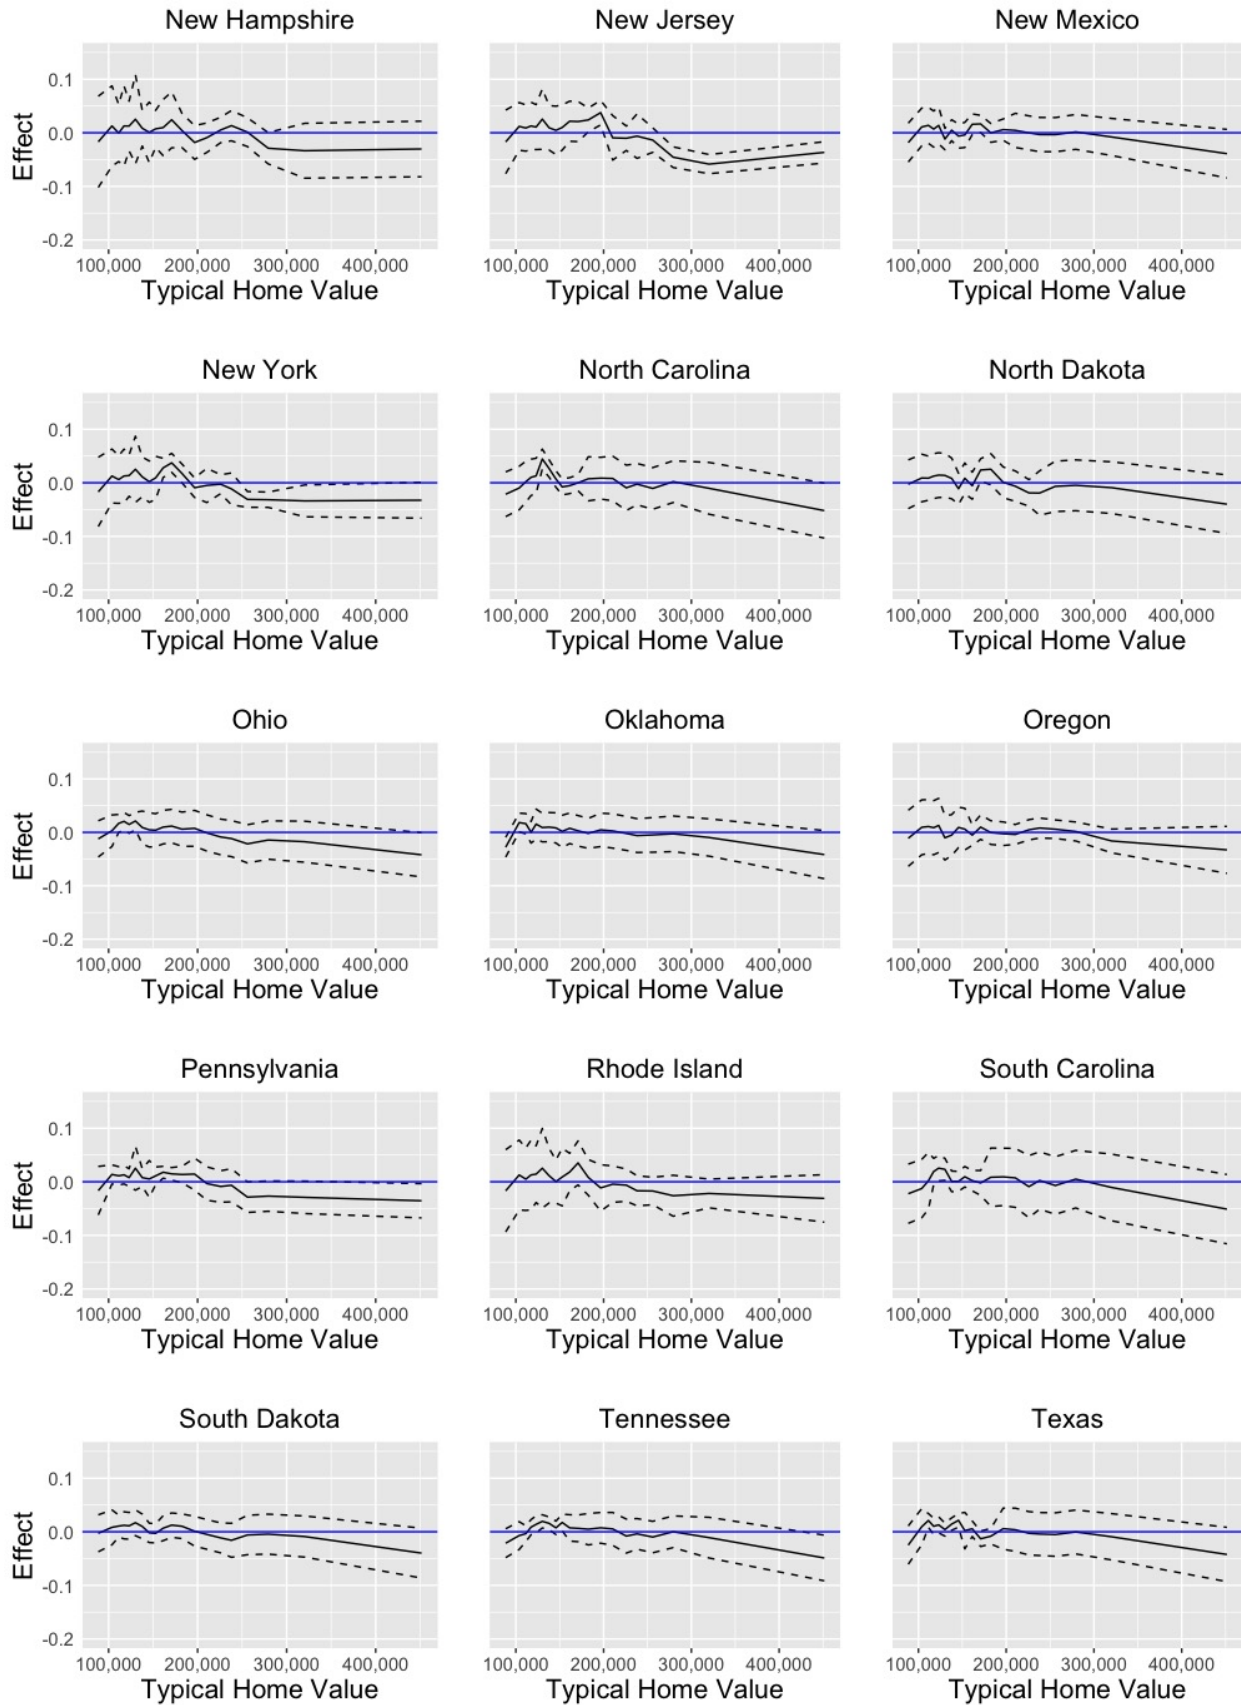 New Hampshire New Jersey New Mexico
Effect
0.1
0.0
-0.1
-0.2
100,000 200,000 300,000 400,000 100,000 200,000 300,000 400,000 100,000 200,000 300,000 400,000
Typical Home Value Typical Home Value Typical Home Value
New York North Carolina North Dakota
Effect
0.1
0.0
-0.1
-0.2
100,000 200,000 300,000 400,000 100,000 200,000 300,000 400,000 100,000 200,000 300,000 400,000
Typical Home Value Typical Home Value Typical Home Value
Ohio Oklahoma Oregon
Effect
0.1
0.0
-0.1
-0.2
100,000 200,000 300,000 400,000 100,000 200,000 300,000 400,000 100,000 200,000 300,000 400,000
Typical Home Value Typical Home Value Typical Home Value
Pennsylvania Rhode Island South Carolina
Effect
0.1
0.0
-0.1
-0.2
100,000 200,000 300,000 400,000 100,000 200,000 300,000 400,000 100,000 200,000 300,000 400,000
Typical Home Value Typical Home Value Typical Home Value
South Dakota Tennessee Texas
Effect
0.1
0.0
-0.1
-0.2
100,000 200,000 300,000 400,000 100,000 200,000 300,000 400,000 100,000 200,000 300,000 400,000
Typical Home Value Typical Home Value Typical Home Value